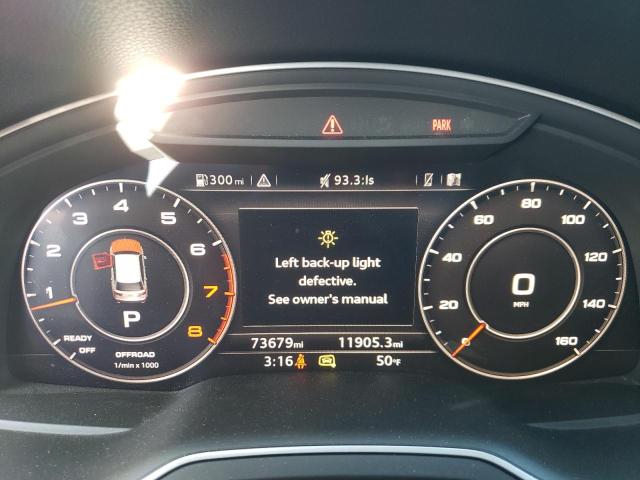 PARK
300 mi
93.3:ls
3 4 5
2 6
1 7
8
READY
OFF
P
OFFROAD
1/min x 1000
Left back-up light
defective.
See owner's manual
73679mi 11905.3mi
3:16 50°F
60 80 100
40 120
20 140
0 160
0
MPH